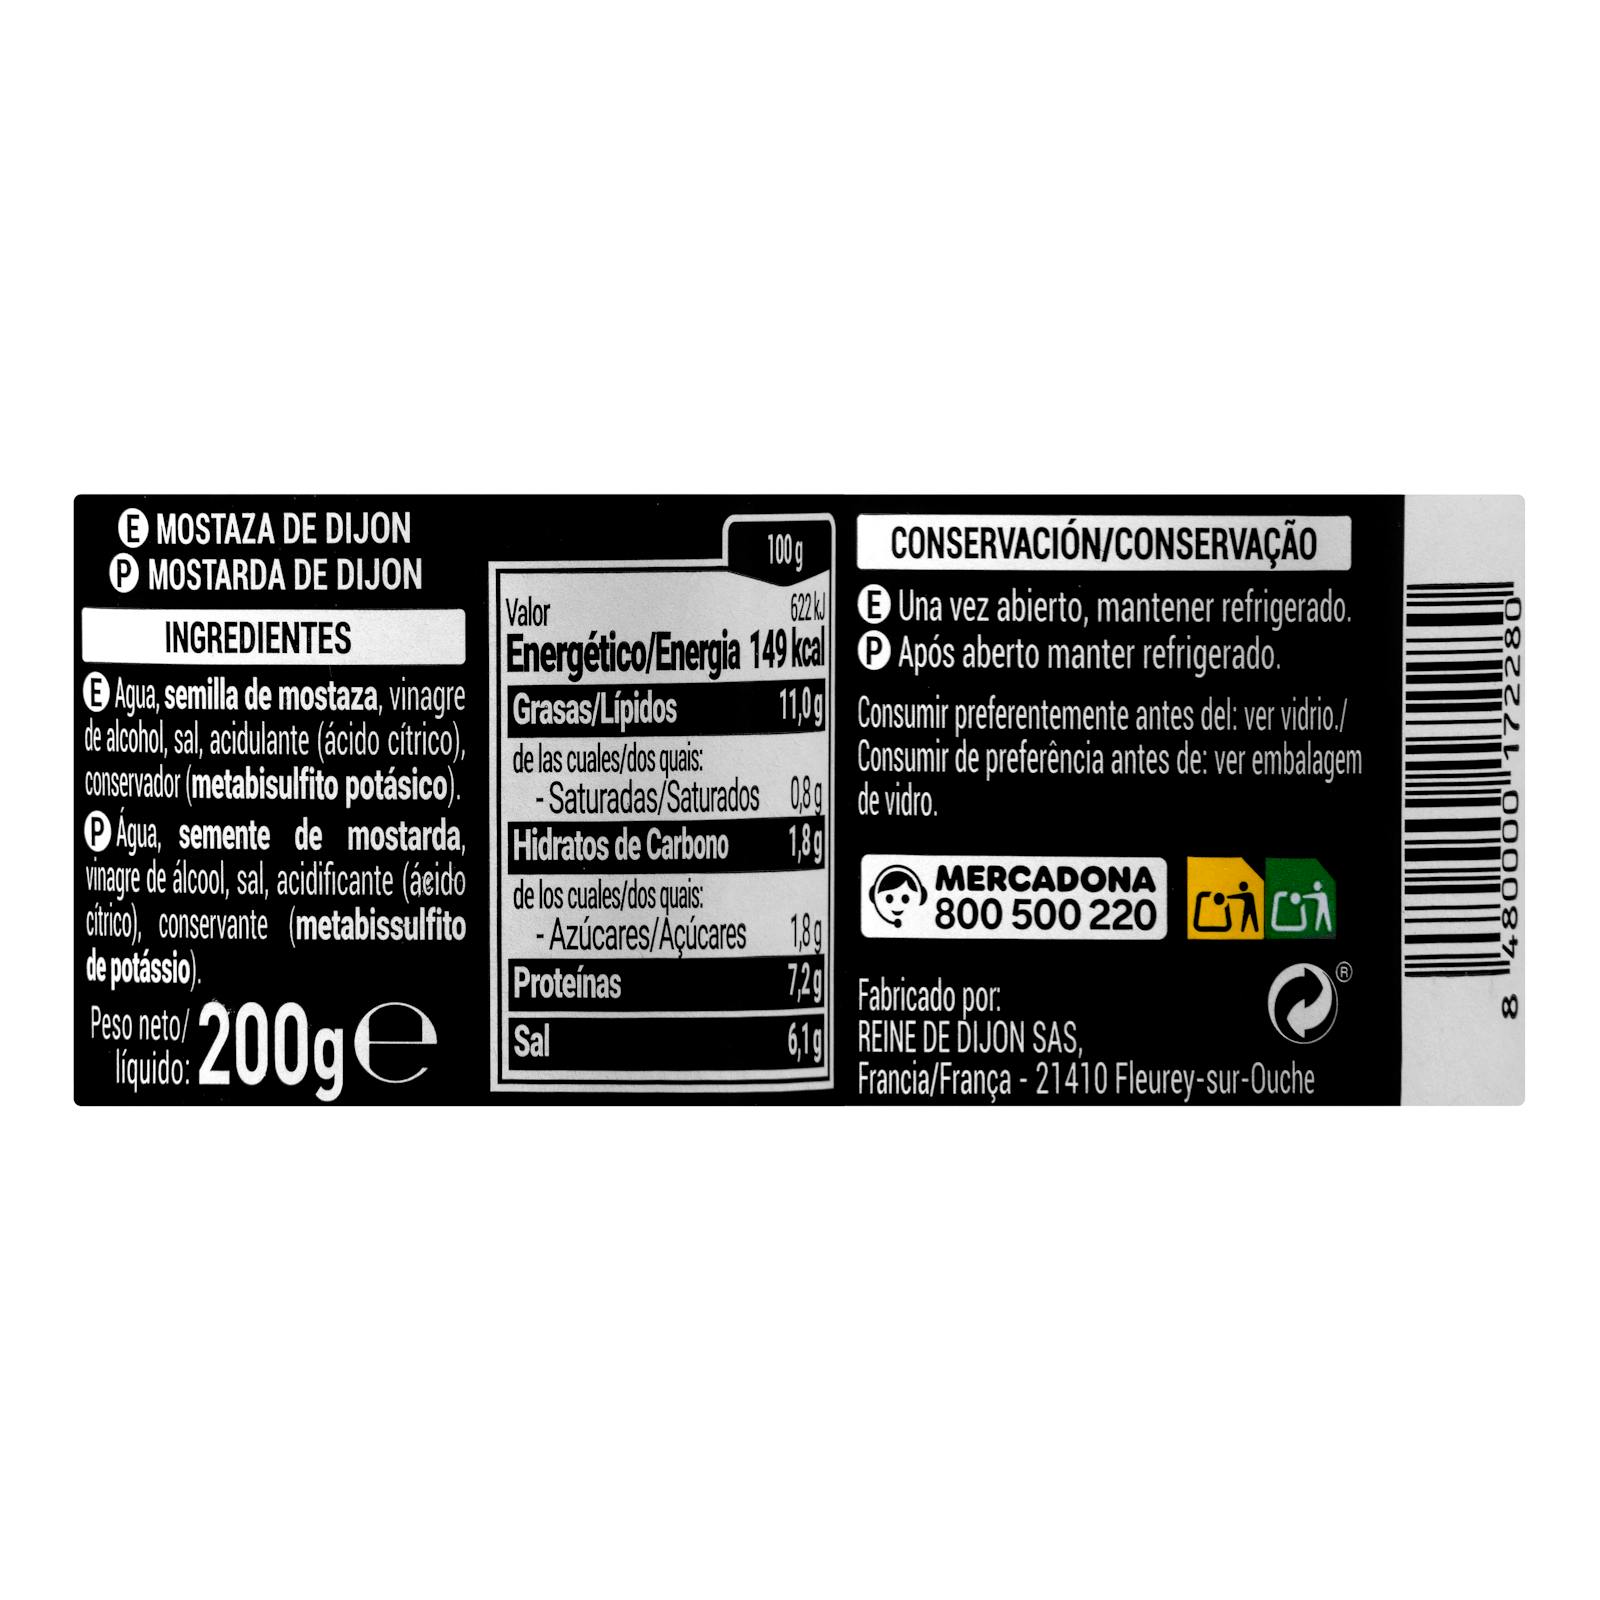 E MOSTAZA DE DIJON
P MOSTARDA DE DIJON
INGREDIENTES
E Agua, semilla de mostaza, vinagre
de alcohol, sal, acidulante (ácido cítrico),
conservador (metabisulfito potásico).
P Água, semente de mostarda,
vinagre de álcool, sal, acidificante (ácido
cítrico), conservante (metabissulfito
de potássio).
Peso neto/
líquido: 200g e
100 g
Valor 622 kJ
Energético/Energia 149 kcal
Grasas/Lípidos 11,0 g
de las cuales/dos quais:
- Saturadas/Saturados 0,8 g
Hidratos de Carbono 1,8 g
de los cuales/dos quais:
- Azúcares/Açúcares 1,8 g
Proteínas 7,2 g
Sal 6,1 g
CONSERVACIÓN/CONSERVAÇÃO
E Una vez abierto, mantener refrigerado.
P Após aberto manter refrigerado.
Consumir preferentemente antes del: ver vidrio./
Consumir de preferência antes de: ver embalagem
de vidro.
MERCADONA
800 500 220
Fabricado por:
REINE DE DIJON SAS,
Francia/França - 21410 Fleurey-sur-Ouche
®
8 480000 172280